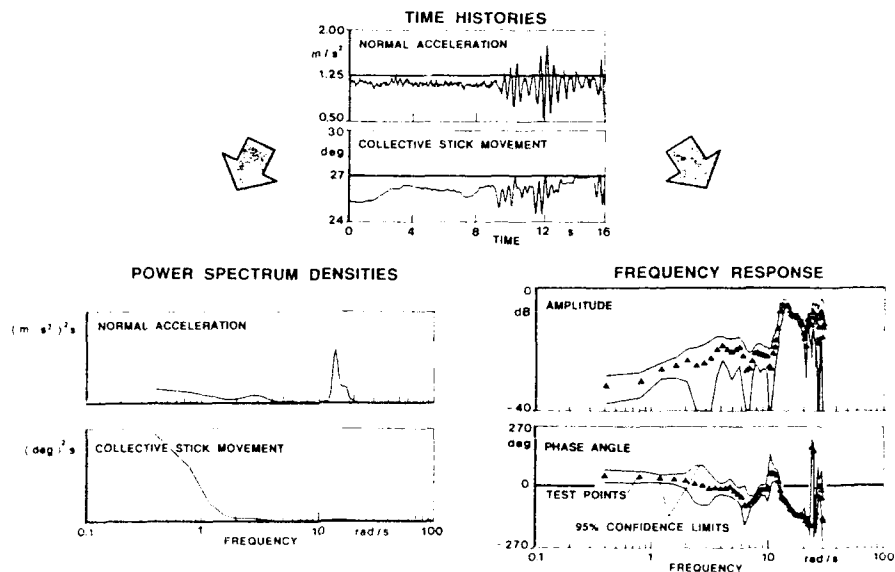 TIME HISTORIES
2.00
m/s²
NORMAL ACCELERATION
1.25
0.50
30
deg
COLLECTIVE STICK MOVEMENT
27
24
0 4 8 12 s 16
TIME
POWER SPECTRUM DENSITIES
(m s²)²s
NORMAL ACCELERATION
(deg)²s
COLLECTIVE STICK MOVEMENT
0.1 1 10 rad/s 100
FREQUENCY
FREQUENCY RESPONSE
0
dB
AMPLITUDE
-40
270
deg
PHASE ANGLE
0
TEST POINTS
95% CONFIDENCE LIMITS
-270
0.1 1 10 rad/s 100
FREQUENCY